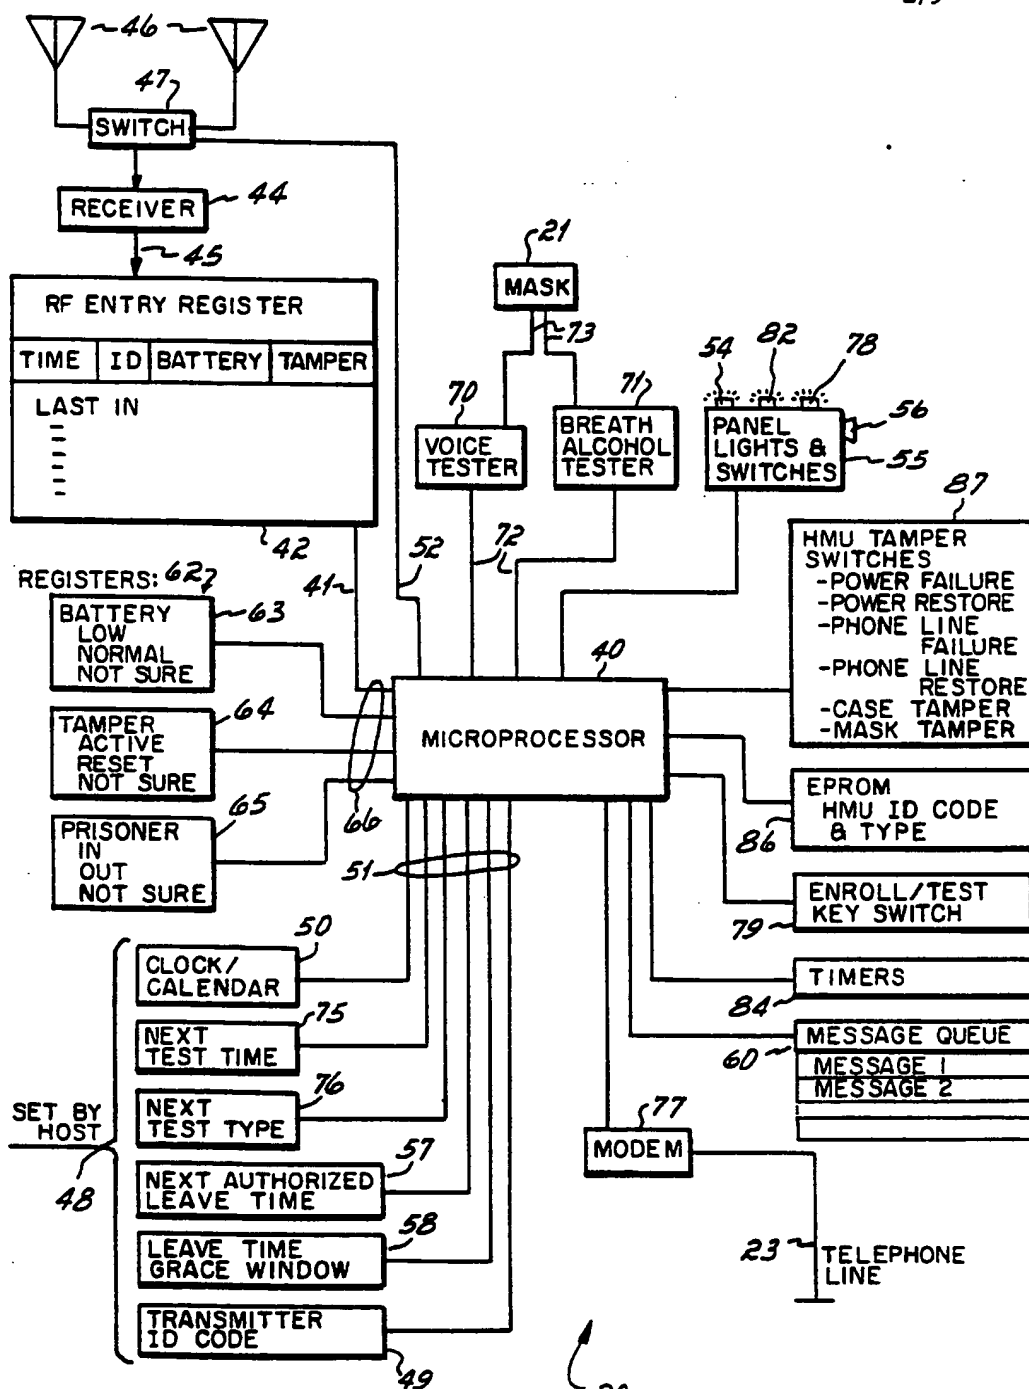 46
47
SWITCH
RECEIVER
44
45
RF ENTRY REGISTER
TIME ID BATTERY TAMPER
LAST IN
42
41
52
21
MASK
73
70
VOICE
TESTER
71
BREATH
ALCOHOL
TESTER
72
54 82 78
PANEL
LIGHTS &
SWITCHES
56
55
87
HMU TAMPER
SWITCHES
-POWER FAILURE
-POWER RESTORE
-PHONE LINE
FAILURE
-PHONE LINE
RESTORE
-CASE TAMPER
-MASK TAMPER
REGISTERS: 62
63
BATTERY
LOW
NORMAL
NOT SURE
64
TAMPER
ACTIVE
RESET
NOT SURE
65
PRISONER
IN
OUT
NOT SURE
66
40
MICROPROCESSOR
51
EPROM
HMU ID CODE
& TYPE
86
ENROLL/TEST
KEY SWITCH
79
TIMERS
84
MESSAGE QUEUE
60
MESSAGE 1
MESSAGE 2
SET BY
HOST
48
50
CLOCK/
CALENDAR
75
NEXT
TEST TIME
76
NEXT
TEST TYPE
57
NEXT AUTHORIZED
LEAVE TIME
58
LEAVE TIME
GRACE WINDOW
TRANSMITTER
ID CODE
49
77
MODEM
23
TELEPHONE
LINE